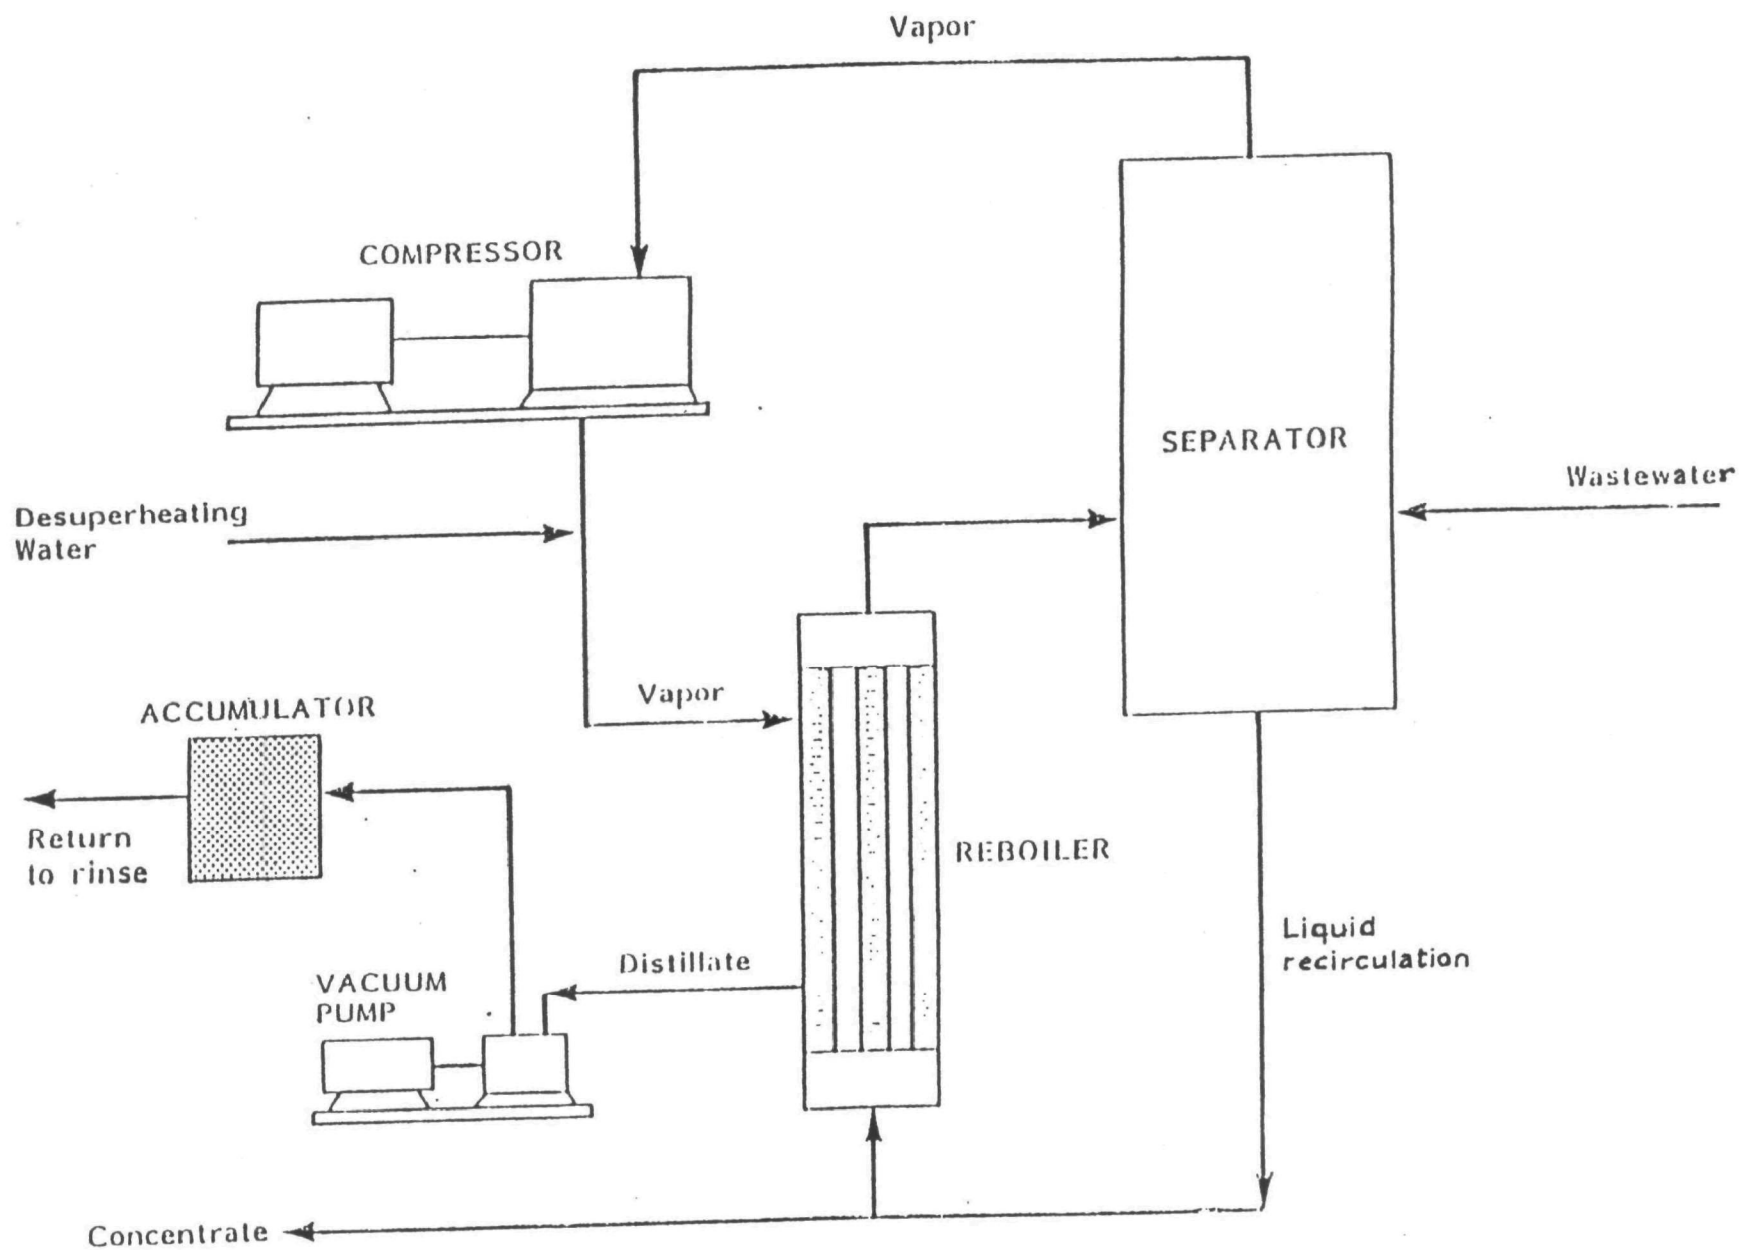 Vapor
COMPRESSOR
SEPARATOR
Wastewater
Desuperheating
Water
Vapor
ACCUMULATOR
Return
to rinse
REBOILER
Liquid
recirculation
Distillate
VACUUM
PUMP
Concentrate